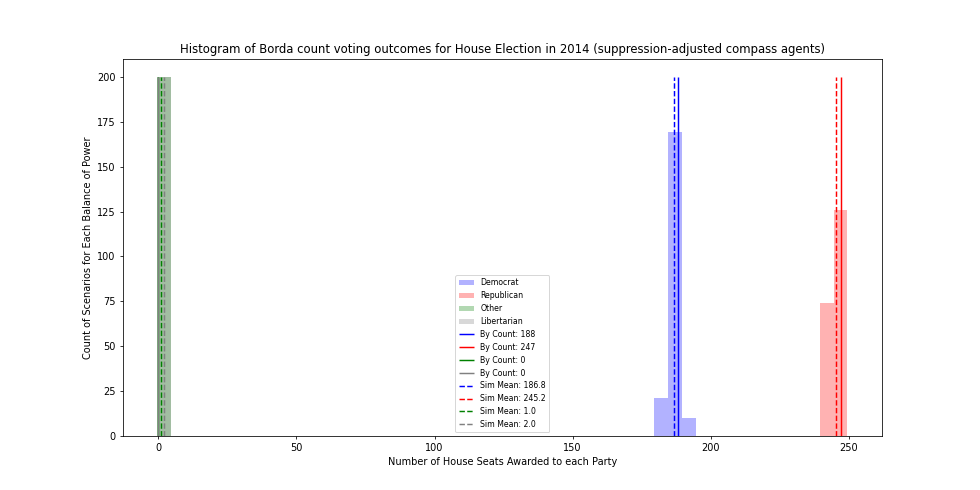 Histogram of Borda count voting outcomes for House Election in 2014 (suppression-adjusted compass agents)
Count of Scenarios for Each Balance of Power
200
175
150
125
100
75
50
25
0
Democrat
Republican
Other
Libertarian
By Count: 188
By Count: 247
By Count: 0
By Count: 0
Sim Mean: 186.8
Sim Mean: 245.2
Sim Mean: 1.0
Sim Mean: 2.0
0 50 100 150 200 250
Number of House Seats Awarded to each Party